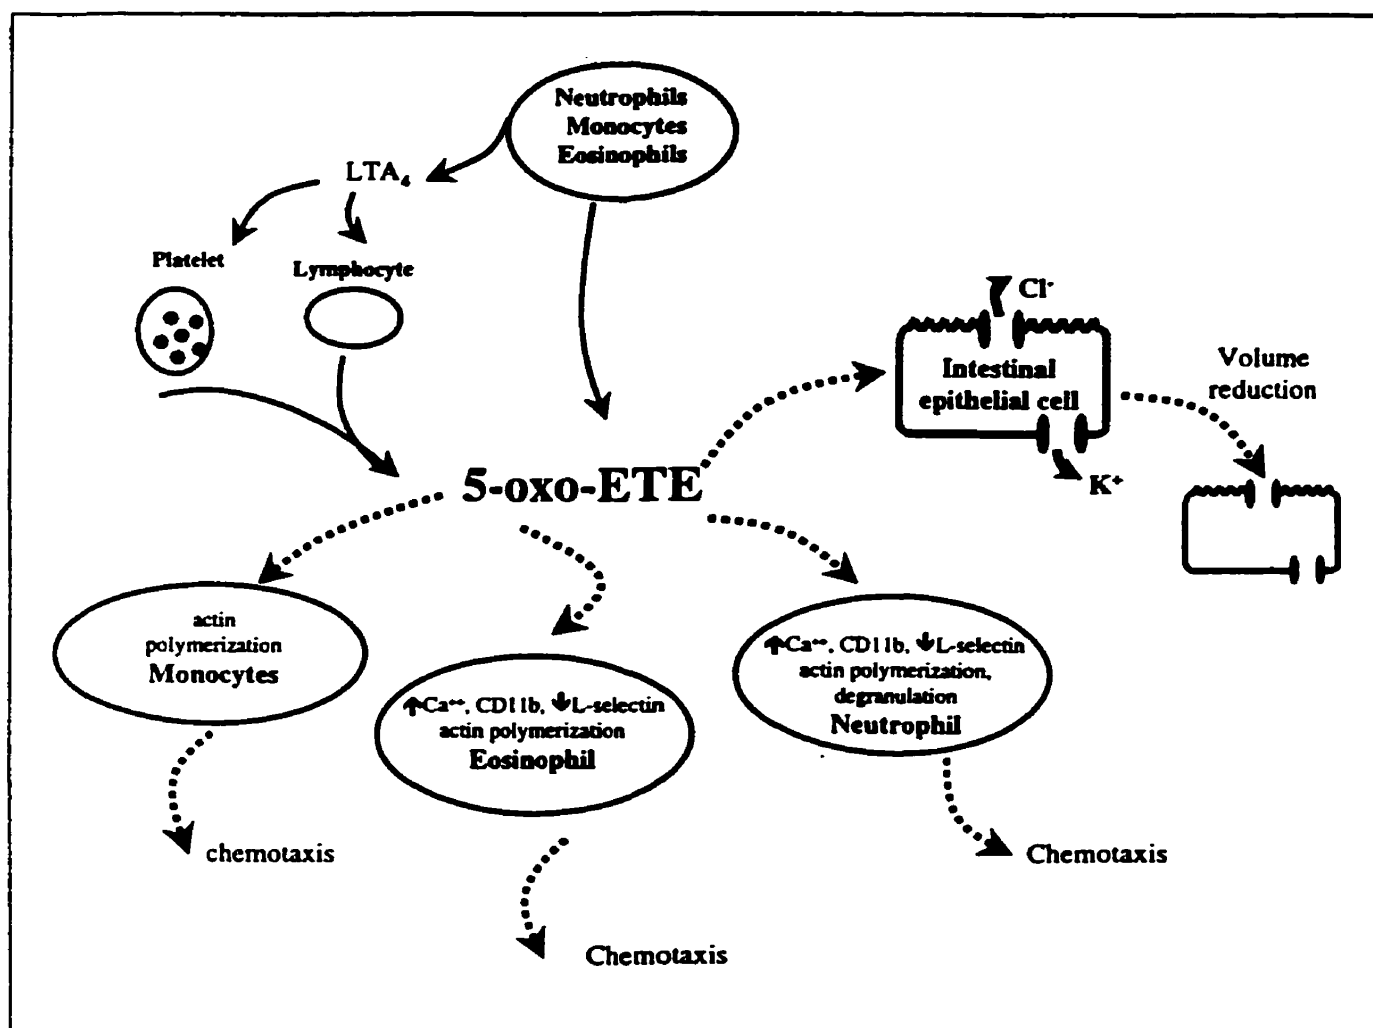 Neutrophils
Monocytes
Eosinophils
LTA₄
Platelet
Lymphocyte
Cl⁻
Intestinal
epithelial cell
K⁺
Volume
reduction
5-oxo-ETE
actin
polymerization
Monocytes
↑Ca⁺⁺, CD11b, ↓L-selectin
actin polymerization
Eosinophil
↑Ca⁺⁺, CD11b, ↓L-selectin
actin polymerization,
degranulation
Neutrophil
chemotaxis
Chemotaxis
Chemotaxis